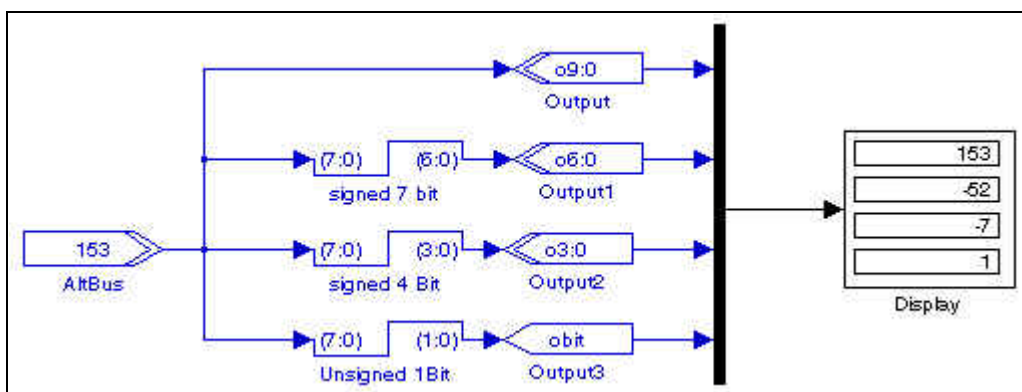 o9:0
Output
153
(7:0) (6:0) o6:0
-52
signed 7 bit Output1
-7
153 (7:0) (3:0) o3:0
1
AltBus signed 4 Bit Output2
Display
(7:0) (1:0) obit
Unsigned 1Bit Output3